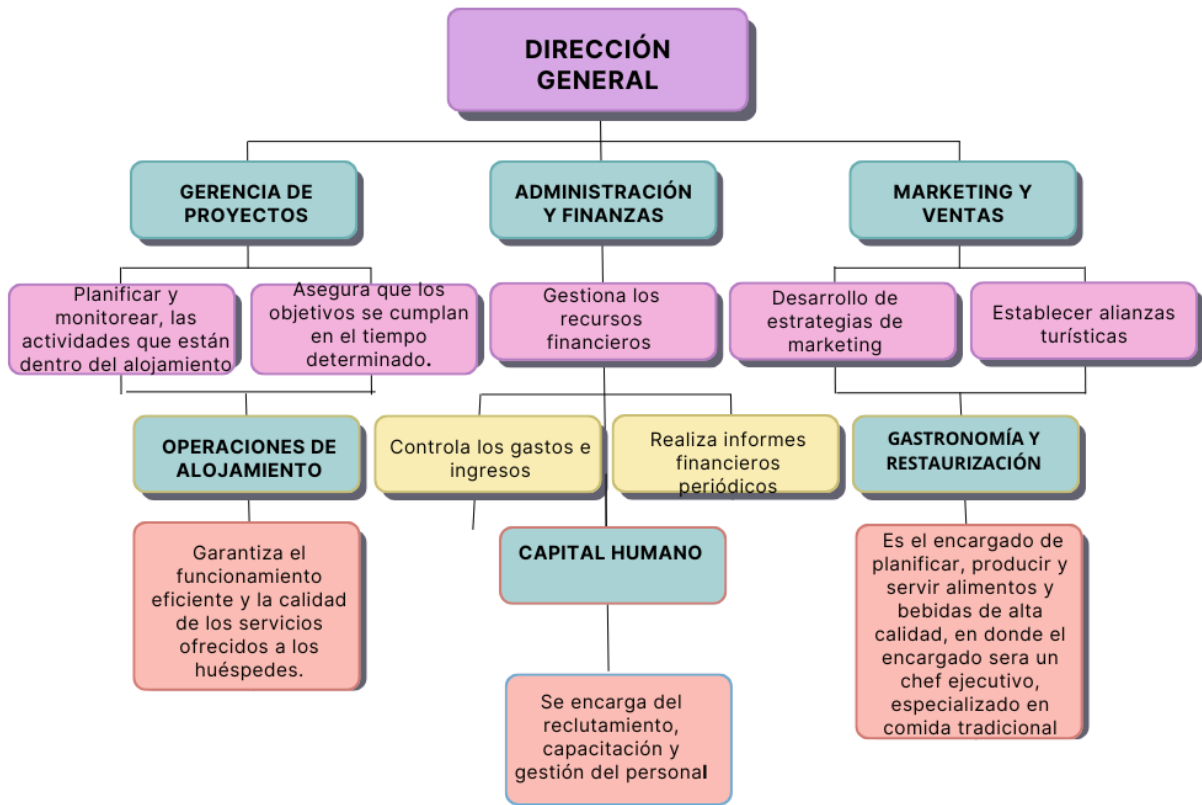 DIRECCIÓN
GENERAL
GERENCIA DE
PROYECTOS
ADMINISTRACIÓN
Y FINANZAS
MARKETING Y
VENTAS
Planificar y
monitorear, las
actividades que están
dentro del alojamiento
Asegura que los
objetivos se cumplan
en el tiempo
determinado.
Gestiona los
recursos
financieros
Desarrollo de
estrategias de
marketing
Establecer alianzas
turísticas
OPERACIONES DE
ALOJAMIENTO
Controla los gastos e
ingresos
Realiza informes
financieros
periódicos
GASTRONOMÍA Y
RESTAURIZACIÓN
Garantiza el
funcionamiento
eficiente y la calidad
de los servicios
ofrecidos a los
huéspedes.
CAPITAL HUMANO
Es el encargado de
planificar, producir y
servir alimentos y
bebidas de alta
calidad, en donde el
encargado sera un
chef ejecutivo,
especializado en
comida tradicional
Se encarga del
reclutamiento,
capacitación y
gestión del personal